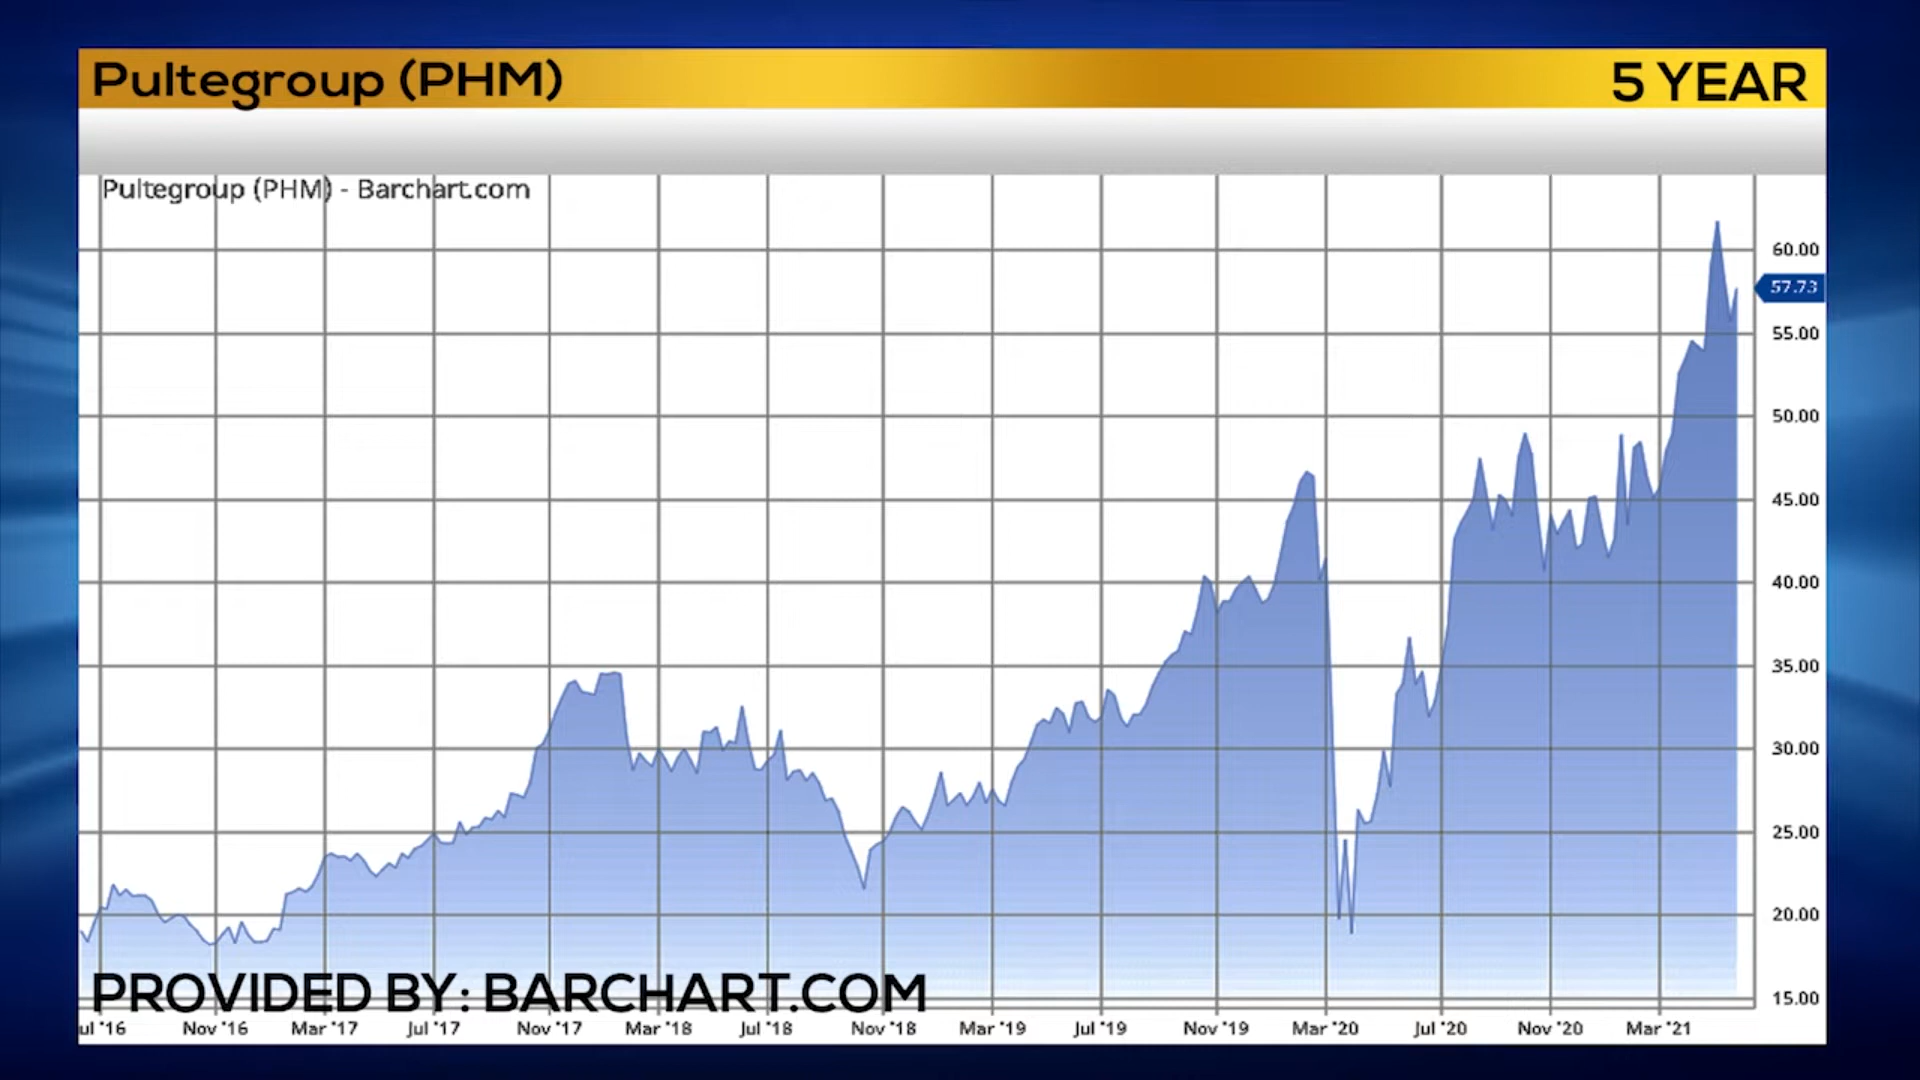 Pultegroup (PHM)
5 YEAR
Pultegroup (PHM) - Barchart.com
60.00
57.73
55.00
50.00
45.00
40.00
35.00
30.00
25.00
20.00
15.00
PROVIDED BY: BARCHART.COM
ul '16 Nov '16 Mar '17 Jul '17 Nov '17 Mar '18 Jul '18 Nov '18 Mar '19 Jul '19 Nov '19 Mar '20 Jul '20 Nov '20 Mar '21